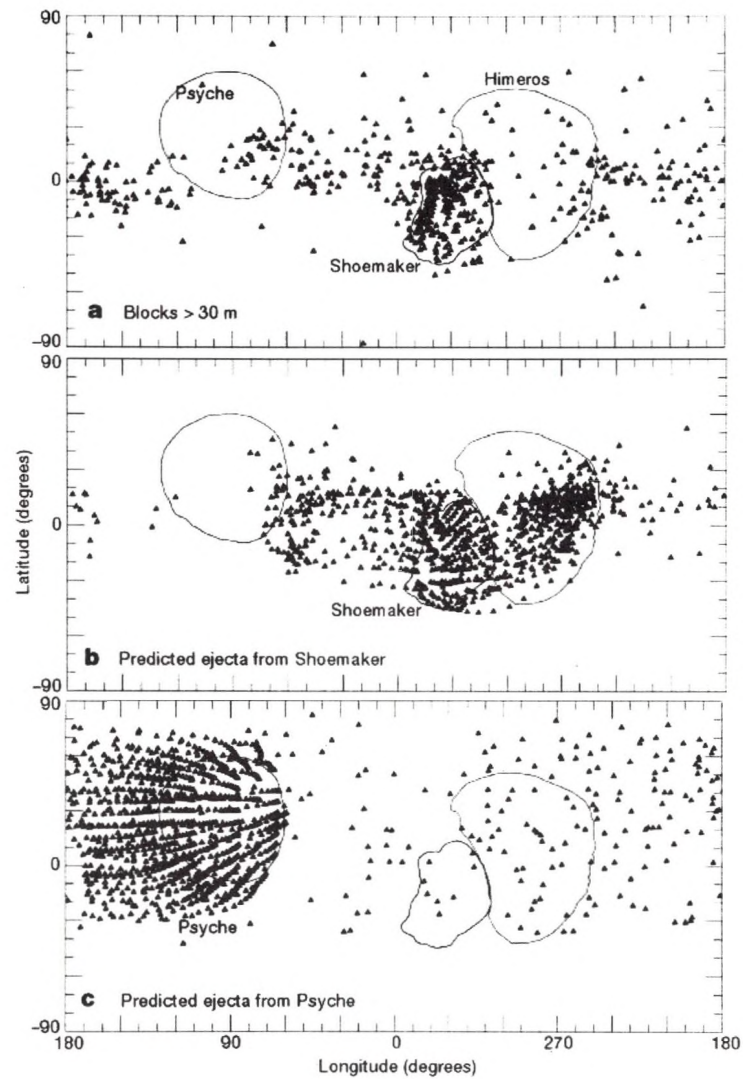 90
Psyche
Himeros
0
Shoemaker
a Blocks > 30 m
-90
90
Latitude (degrees)
0
Shoemaker
b Predicted ejecta from Shoemaker
-90
90
0
Psyche
c Predicted ejecta from Psyche
-90
180 90 0 270 180
Longitude (degrees)